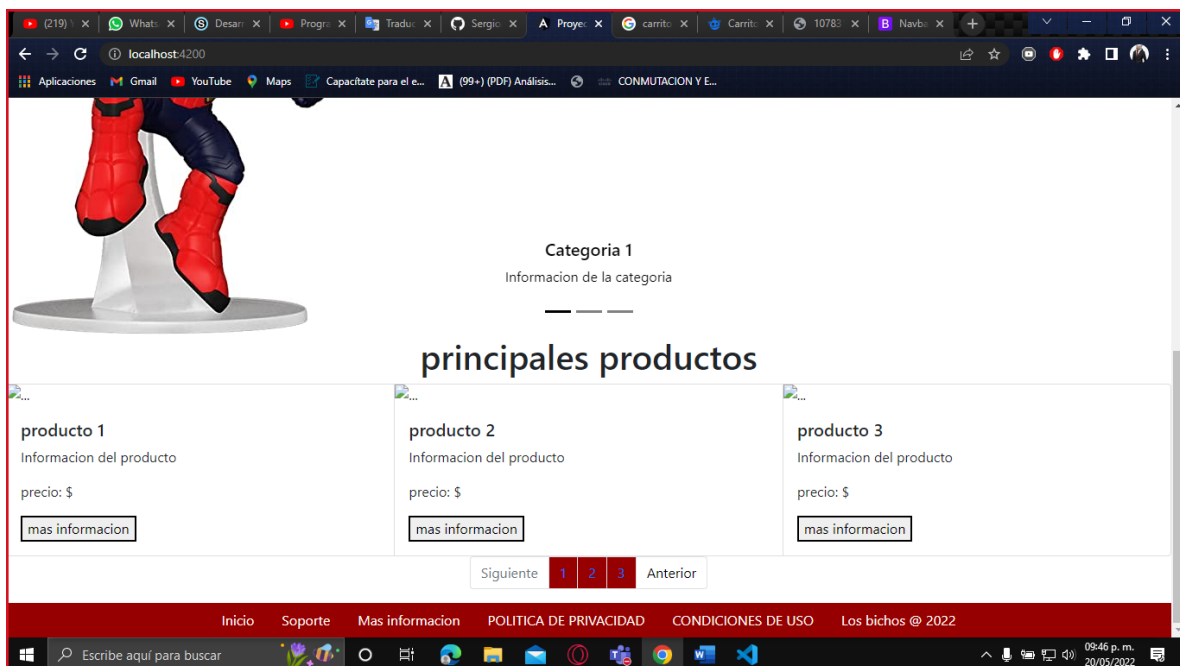 (219) Y
Whats
Desarr
Progra
Traduc
Sergio
Proyec
carrito
Carrito
10783
Navba
localhost:4200
Aplicaciones
Gmail
YouTube
Maps
Capacítate para el e...
(99+) (PDF) Análisis...
CONMUTACION Y E...
Categoria 1
Informacion de la categoria
principales productos
...
...
...
producto 1
producto 2
producto 3
Informacion del producto
Informacion del producto
Informacion del producto
precio: $
precio: $
precio: $
mas informacion
mas informacion
mas informacion
Siguiente 1 2 3 Anterior
Inicio Soporte Mas informacion POLITICA DE PRIVACIDAD CONDICIONES DE USO Los bichos @ 2022
Escribe aquí para buscar
09:46 p. m.
20/05/2022